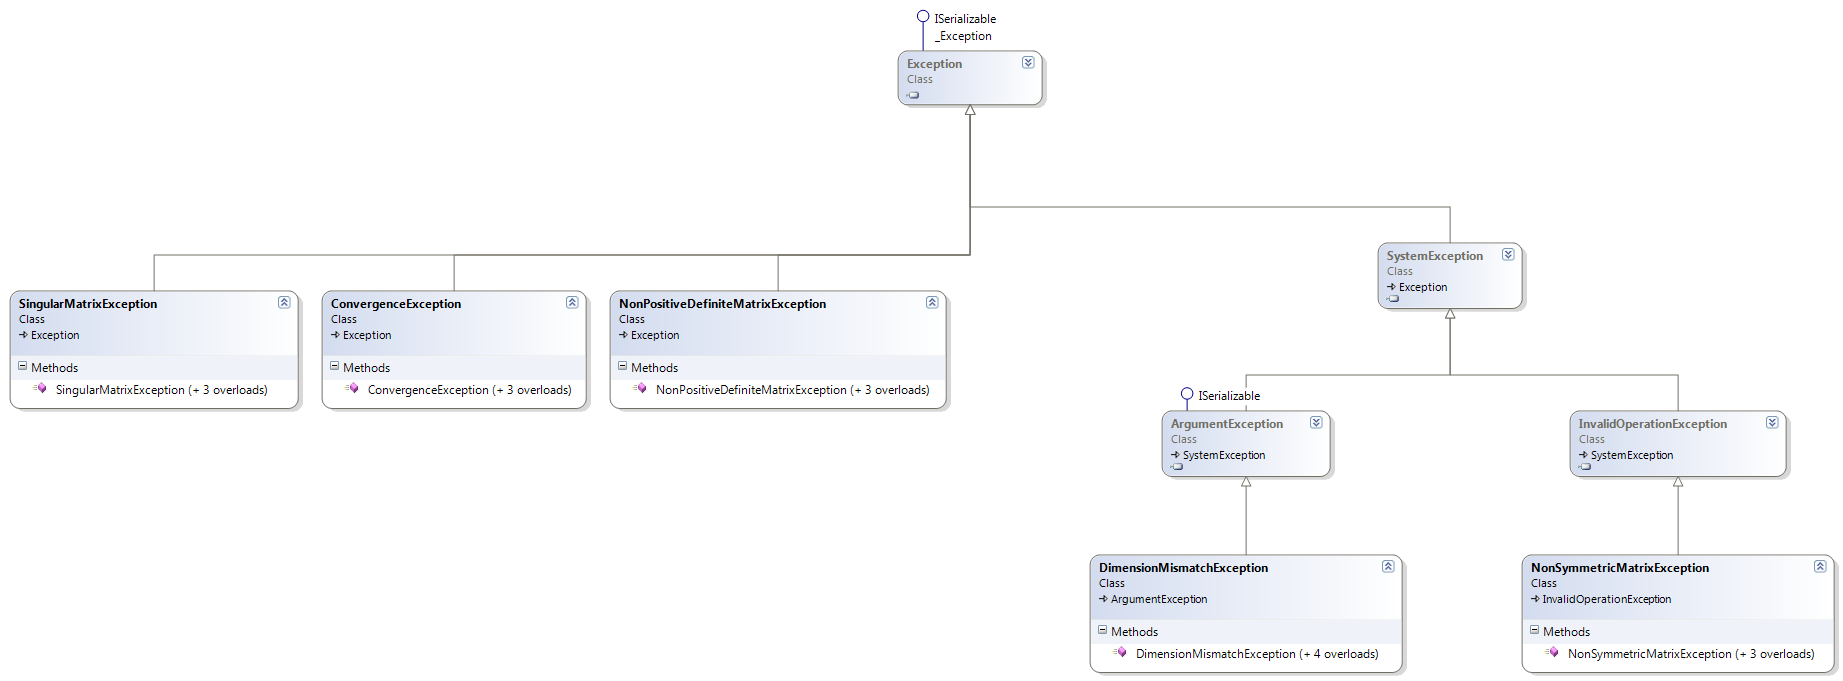 ISerializable
_Exception
Exception
Class
SystemException
Class
Exception
SingularMatrixException
Class
Exception
Methods
SingularMatrixException (+ 3 overloads)
ConvergenceException
Class
Exception
Methods
ConvergenceException (+ 3 overloads)
NonPositiveDefiniteMatrixException
Class
Exception
Methods
NonPositiveDefiniteMatrixException (+ 3 overloads)
ISerializable
ArgumentException
Class
SystemException
InvalidOperationException
Class
SystemException
DimensionMismatchException
Class
ArgumentException
Methods
DimensionMismatchException (+ 4 overloads)
NonSymmetricMatrixException
Class
InvalidOperationException
Methods
NonSymmetricMatrixException (+ 3 overloads)